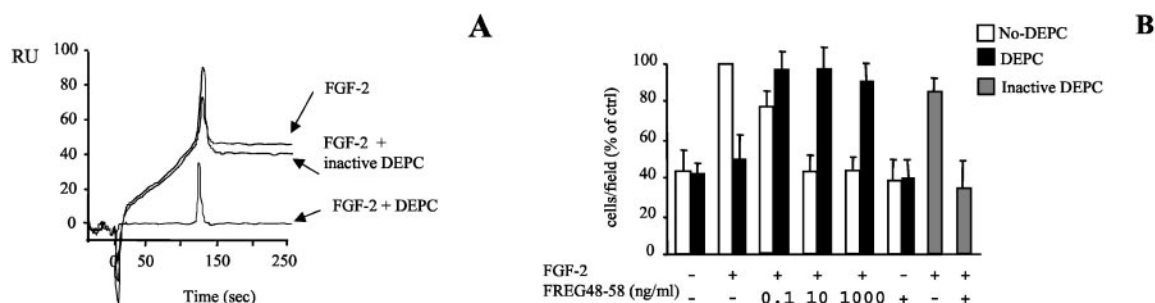 A
RU
100
80
60
40
20
0
0
50
150
250
Time (sec)
FGF-2
FGF-2 +
inactive DEPC
FGF-2 + DEPC
B
No-DEPC
DEPC
Inactive DEPC
cells/field (% of ctrl)
100
80
60
40
20
0
FGF-2 - + + + + - + +
FREG48-58 (ng/ml) - - 0.1 10 1000 + - +